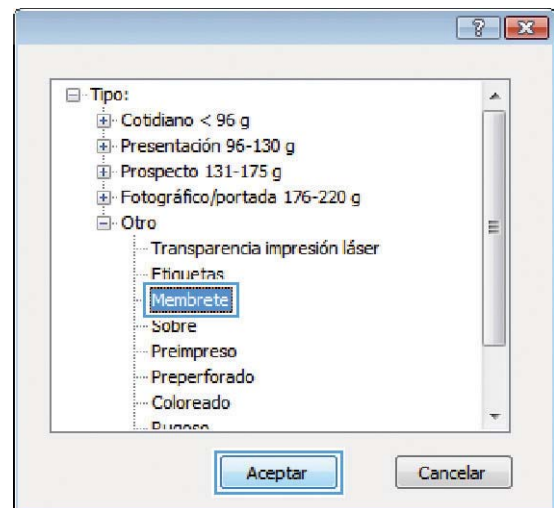 Tipo:
Cotidiano < 96 g
Presentación 96-130 g
Prospecto 131-175 g
Fotográfico/portada 176-220 g
Otro
Transparencia impresión láser
Etiquetas
Membrete
Sobre
Preimpreso
Preperforado
Coloreado
Rugoso
Aceptar Cancelar